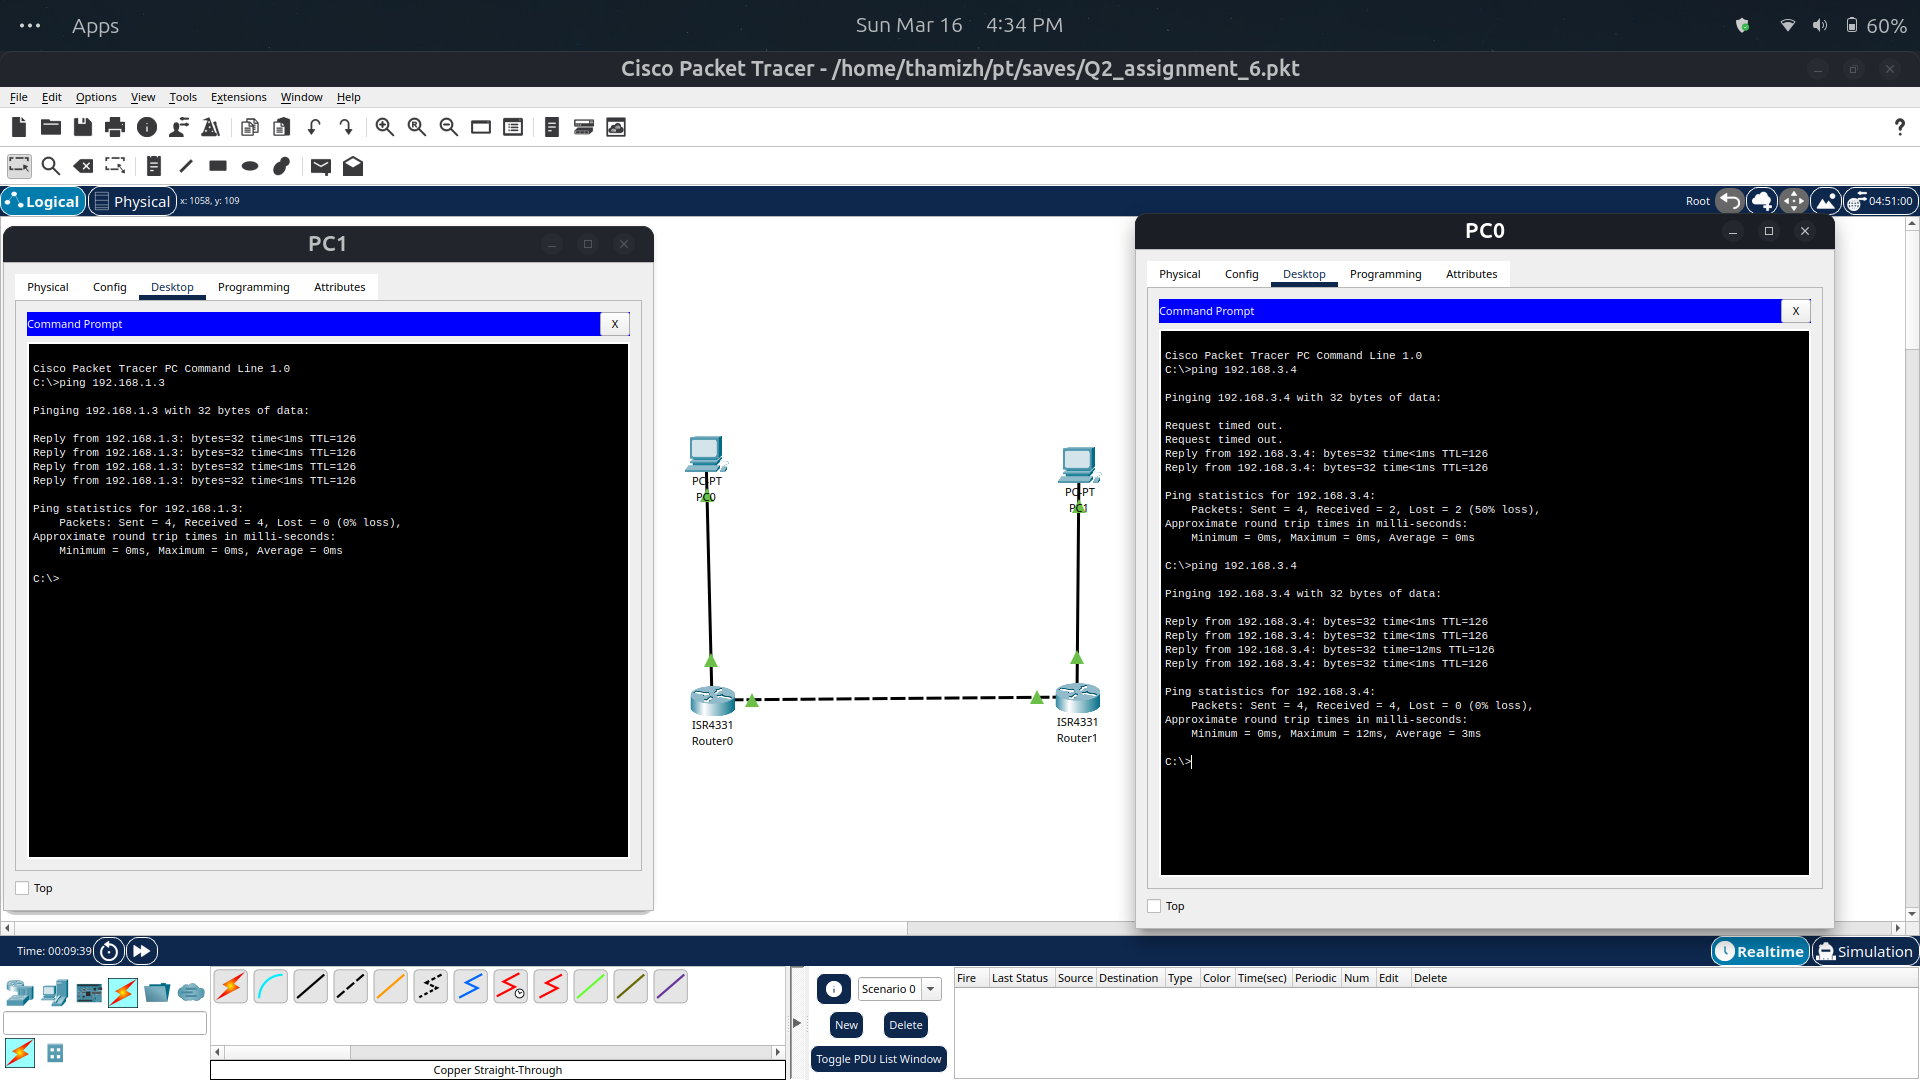 Apps
Sun Mar 16 4:34 PM
60%
Cisco Packet Tracer - /home/thamizh/pt/saves/Q2_assignment_6.pkt
File Edit Options View Tools Extensions Window Help
?
Logical
Physical
x: 1058, y: 109
Root
04:51:00
PC1
Physical Config Desktop Programming Attributes
Command Prompt
X
Cisco Packet Tracer PC Command Line 1.0
C:\>ping 192.168.1.3
Pinging 192.168.1.3 with 32 bytes of data:
Reply from 192.168.1.3: bytes=32 time<1ms TTL=126
Reply from 192.168.1.3: bytes=32 time<1ms TTL=126
Reply from 192.168.1.3: bytes=32 time<1ms TTL=126
Reply from 192.168.1.3: bytes=32 time<1ms TTL=126
Ping statistics for 192.168.1.3:
Packets: Sent = 4, Received = 4, Lost = 0 (0% loss),
Approximate round trip times in milli-seconds:
Minimum = 0ms, Maximum = 0ms, Average = 0ms
C:\>
Top
PC-PT
PC0
PC-PT
PC1
ISR4331
Router0
ISR4331
Router1
PC0
Physical Config Desktop Programming Attributes
Command Prompt
X
Cisco Packet Tracer PC Command Line 1.0
C:\>ping 192.168.3.4
Pinging 192.168.3.4 with 32 bytes of data:
Request timed out.
Request timed out.
Reply from 192.168.3.4: bytes=32 time<1ms TTL=126
Reply from 192.168.3.4: bytes=32 time<1ms TTL=126
Ping statistics for 192.168.3.4:
Packets: Sent = 4, Received = 2, Lost = 2 (50% loss),
Approximate round trip times in milli-seconds:
Minimum = 0ms, Maximum = 0ms, Average = 0ms
C:\>ping 192.168.3.4
Pinging 192.168.3.4 with 32 bytes of data:
Reply from 192.168.3.4: bytes=32 time<1ms TTL=126
Reply from 192.168.3.4: bytes=32 time<1ms TTL=126
Reply from 192.168.3.4: bytes=32 time=12ms TTL=126
Reply from 192.168.3.4: bytes=32 time<1ms TTL=126
Ping statistics for 192.168.3.4:
Packets: Sent = 4, Received = 4, Lost = 0 (0% loss),
Approximate round trip times in milli-seconds:
Minimum = 0ms, Maximum = 12ms, Average = 3ms
C:\>
Top
Time: 00:09:39
Realtime
Simulation
Copper Straight-Through
Scenario 0
New
Delete
Toggle PDU List Window
Fire Last Status Source Destination Type Color Time(sec) Periodic Num Edit Delete